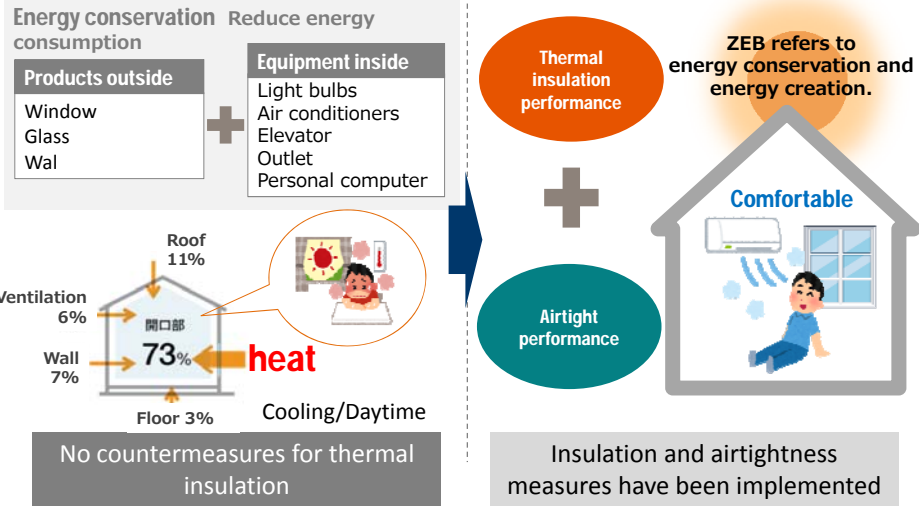 Energy conservation Reduce energy
consumption
Products outside
Window
Glass
Wal
Equipment inside
Light bulbs
Air conditioners
Elevator
Outlet
Personal computer
Roof
11%
Ventilation
6%
開口部
73%
Wall
7%
heat
Floor 3%
Cooling/Daytime
No countermeasures for thermal
insulation
Thermal
insulation
performance
Airtight
performance
ZEB refers to
energy conservation and
energy creation.
Comfortable
Insulation and airtightness
measures have been implemented